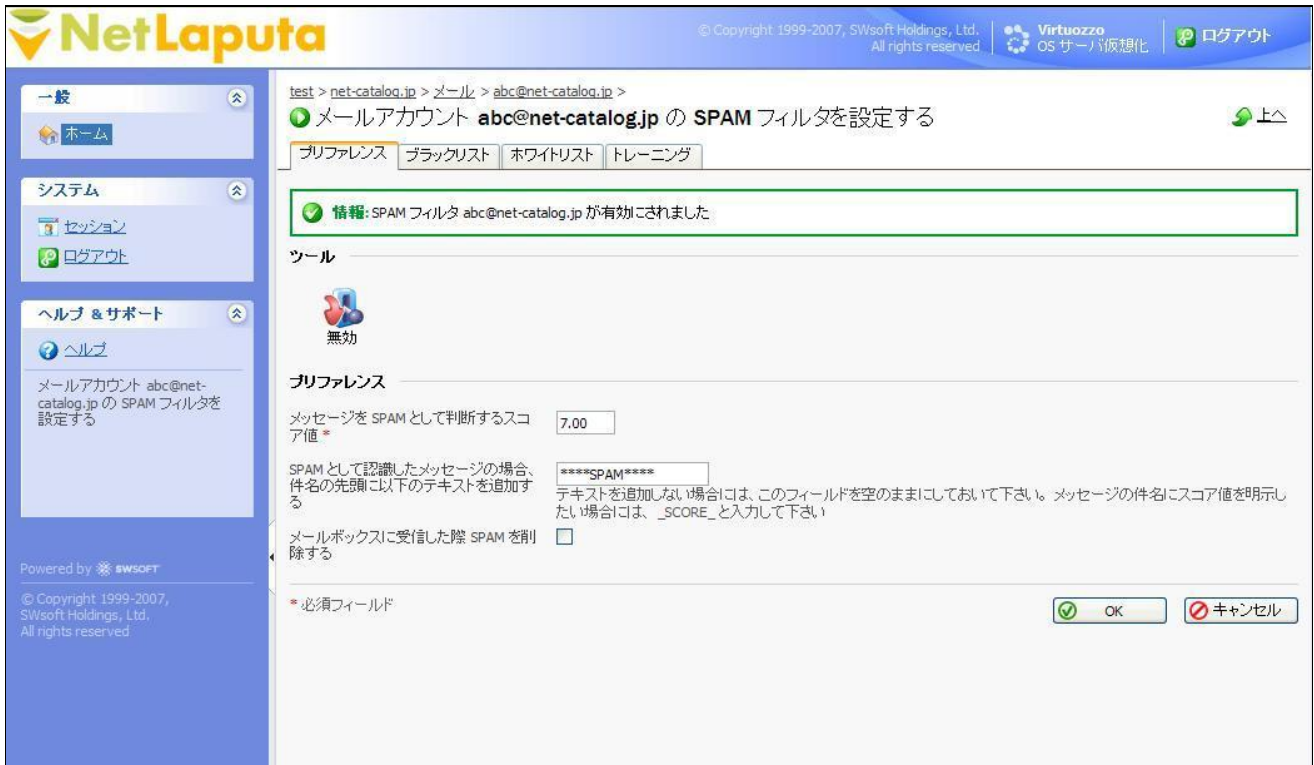 NetLaputa
© Copyright 1999-2007, SWsoft Holdings, Ltd.
All rights reserved
Virtuozzo
OS サーバ仮想化
ログアウト
一般
ホーム
システム
セッション
ログアウト
ヘルプ & サポート
ヘルプ
メールアカウント abc@net-
catalog.jp の SPAM フィルタを
設定する
Powered by SWSOFT
© Copyright 1999-2007,
SWsoft Holdings, Ltd.
All rights reserved
test > net-catalog.jp > メール > abc@net-catalog.jp >
メールアカウント abc@net-catalog.jp の SPAM フィルタを設定する
上へ
プリファレンス ブラックリスト ホワイトリスト トレーニング
情報: SPAM フィルタ abc@net-catalog.jp が有効にされました
ツール
無効
プリファレンス
メッセージを SPAM として判断するスコ
ア値 *
7.00
SPAM として認識したメッセージの場合、
件名の先頭に以下のテキストを追加す
る
****SPAM****
テキストを追加しない場合には、このフィールドを空のままにしておいて下さい。メッセージの件名にスコア値を明示し
たい場合には、_SCORE_ と入力して下さい
メールボックスに受信した際 SPAM を削
除する
* 必須フィールド
OK
キャンセル